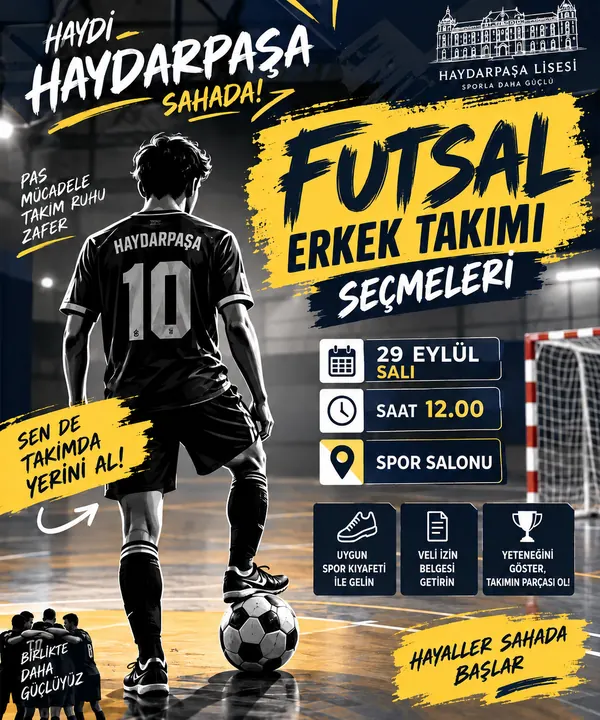 HAYDİ
HAYDARPAŞA
SAHADA!
HAYDARPAŞA LİSESİ
SPORLA DAHA GÜÇLÜ
PAS
MÜCADELE
TAKIM RUHU
ZAFER
FUTSAL
ERKEK TAKIMI
SEÇMELERİ
HAYDARPAŞA
10
29 EYLÜL
SALI
SAAT 12.00
SPOR SALONU
SEN DE
TAKIMDA
YERİNİ AL!
UYGUN
SPOR KIYAFETİ
İLE GELİN
VELİ İZİN
BELGESİ
GETİRİN
YETENEĞİNİ
GÖSTER,
TAKIMIN PARÇASI OL!
BİRLİKTE
DAHA
GÜÇLÜYÜZ
HAYALLER SAHADA
BAŞLAR